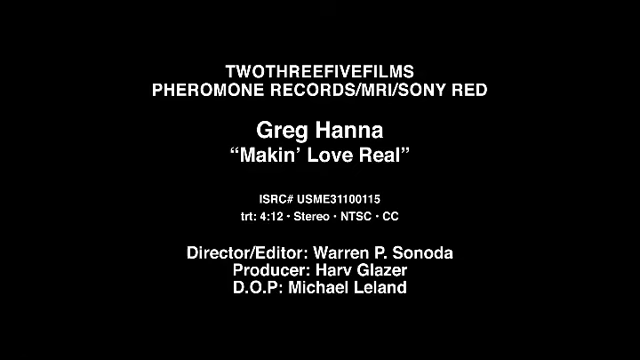 TWOTHREEFIVEFILMS
PHEROMONE RECORDS/MRI/SONY RED
Greg Hanna
“Makin’ Love Real”
ISRC# USME31100115
trt: 4:12 • Stereo • NTSC • CC
Director/Editor: Warren P. Sonoda
Producer: Harv Glazer
D.O.P: Michael Leland